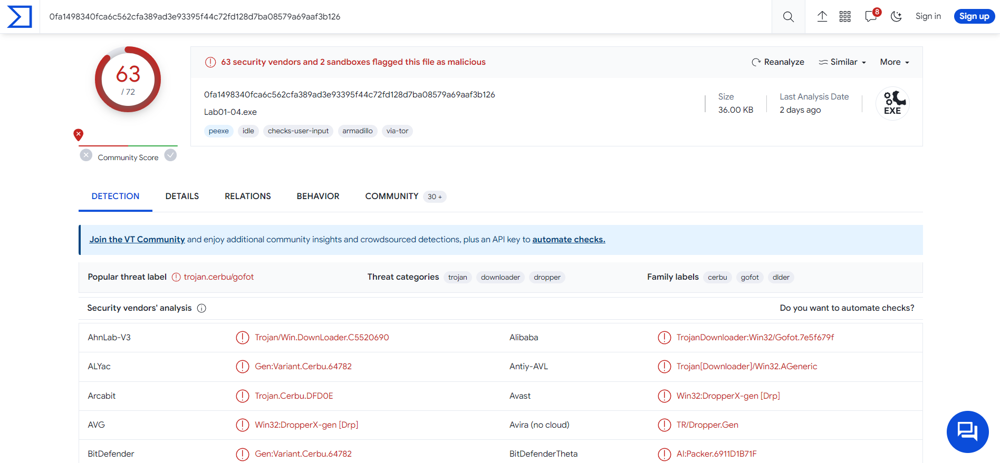 0fa1498340fca6c562cfa389ad3e93395f44c72fd128d7ba08579a69aaf3b126
8
Sign in
Sign up
63
/ 72
63 security vendors and 2 sandboxes flagged this file as malicious
Reanalyze
Similar
More
0fa1498340fca6c562cfa389ad3e93395f44c72fd128d7ba08579a69aaf3b126
Lab01-04.exe
Size
36.00 KB
Last Analysis Date
2 days ago
EXE
peexe
idle
checks-user-input
armadillo
via-tor
Community Score
DETECTION
DETAILS
RELATIONS
BEHAVIOR
COMMUNITY
30 +
Join the VT Community and enjoy additional community insights and crowdsourced detections, plus an API key to automate checks.
Popular threat label
trojan.cerbu/gofot
Threat categories
trojan
downloader
dropper
Family labels
cerbu
gofot
dlder
Security vendors' analysis
Do you want to automate checks?
AhnLab-V3
Trojan/Win.DownLoader.C5520690
Alibaba
TrojanDownloader:Win32/Gofot.7e5f679f
ALYac
Gen:Variant.Cerbu.64782
Antiy-AVL
Trojan[Downloader]/Win32.AGeneric
Arcabit
Trojan.Cerbu.DFD0E
Avast
Win32:DropperX-gen [Drp]
AVG
Win32:DropperX-gen [Drp]
Avira (no cloud)
TR/Dropper.Gen
BitDefender
Gen:Variant.Cerbu.64782
BitDefenderTheta
AI:Packer.6911D1B71F